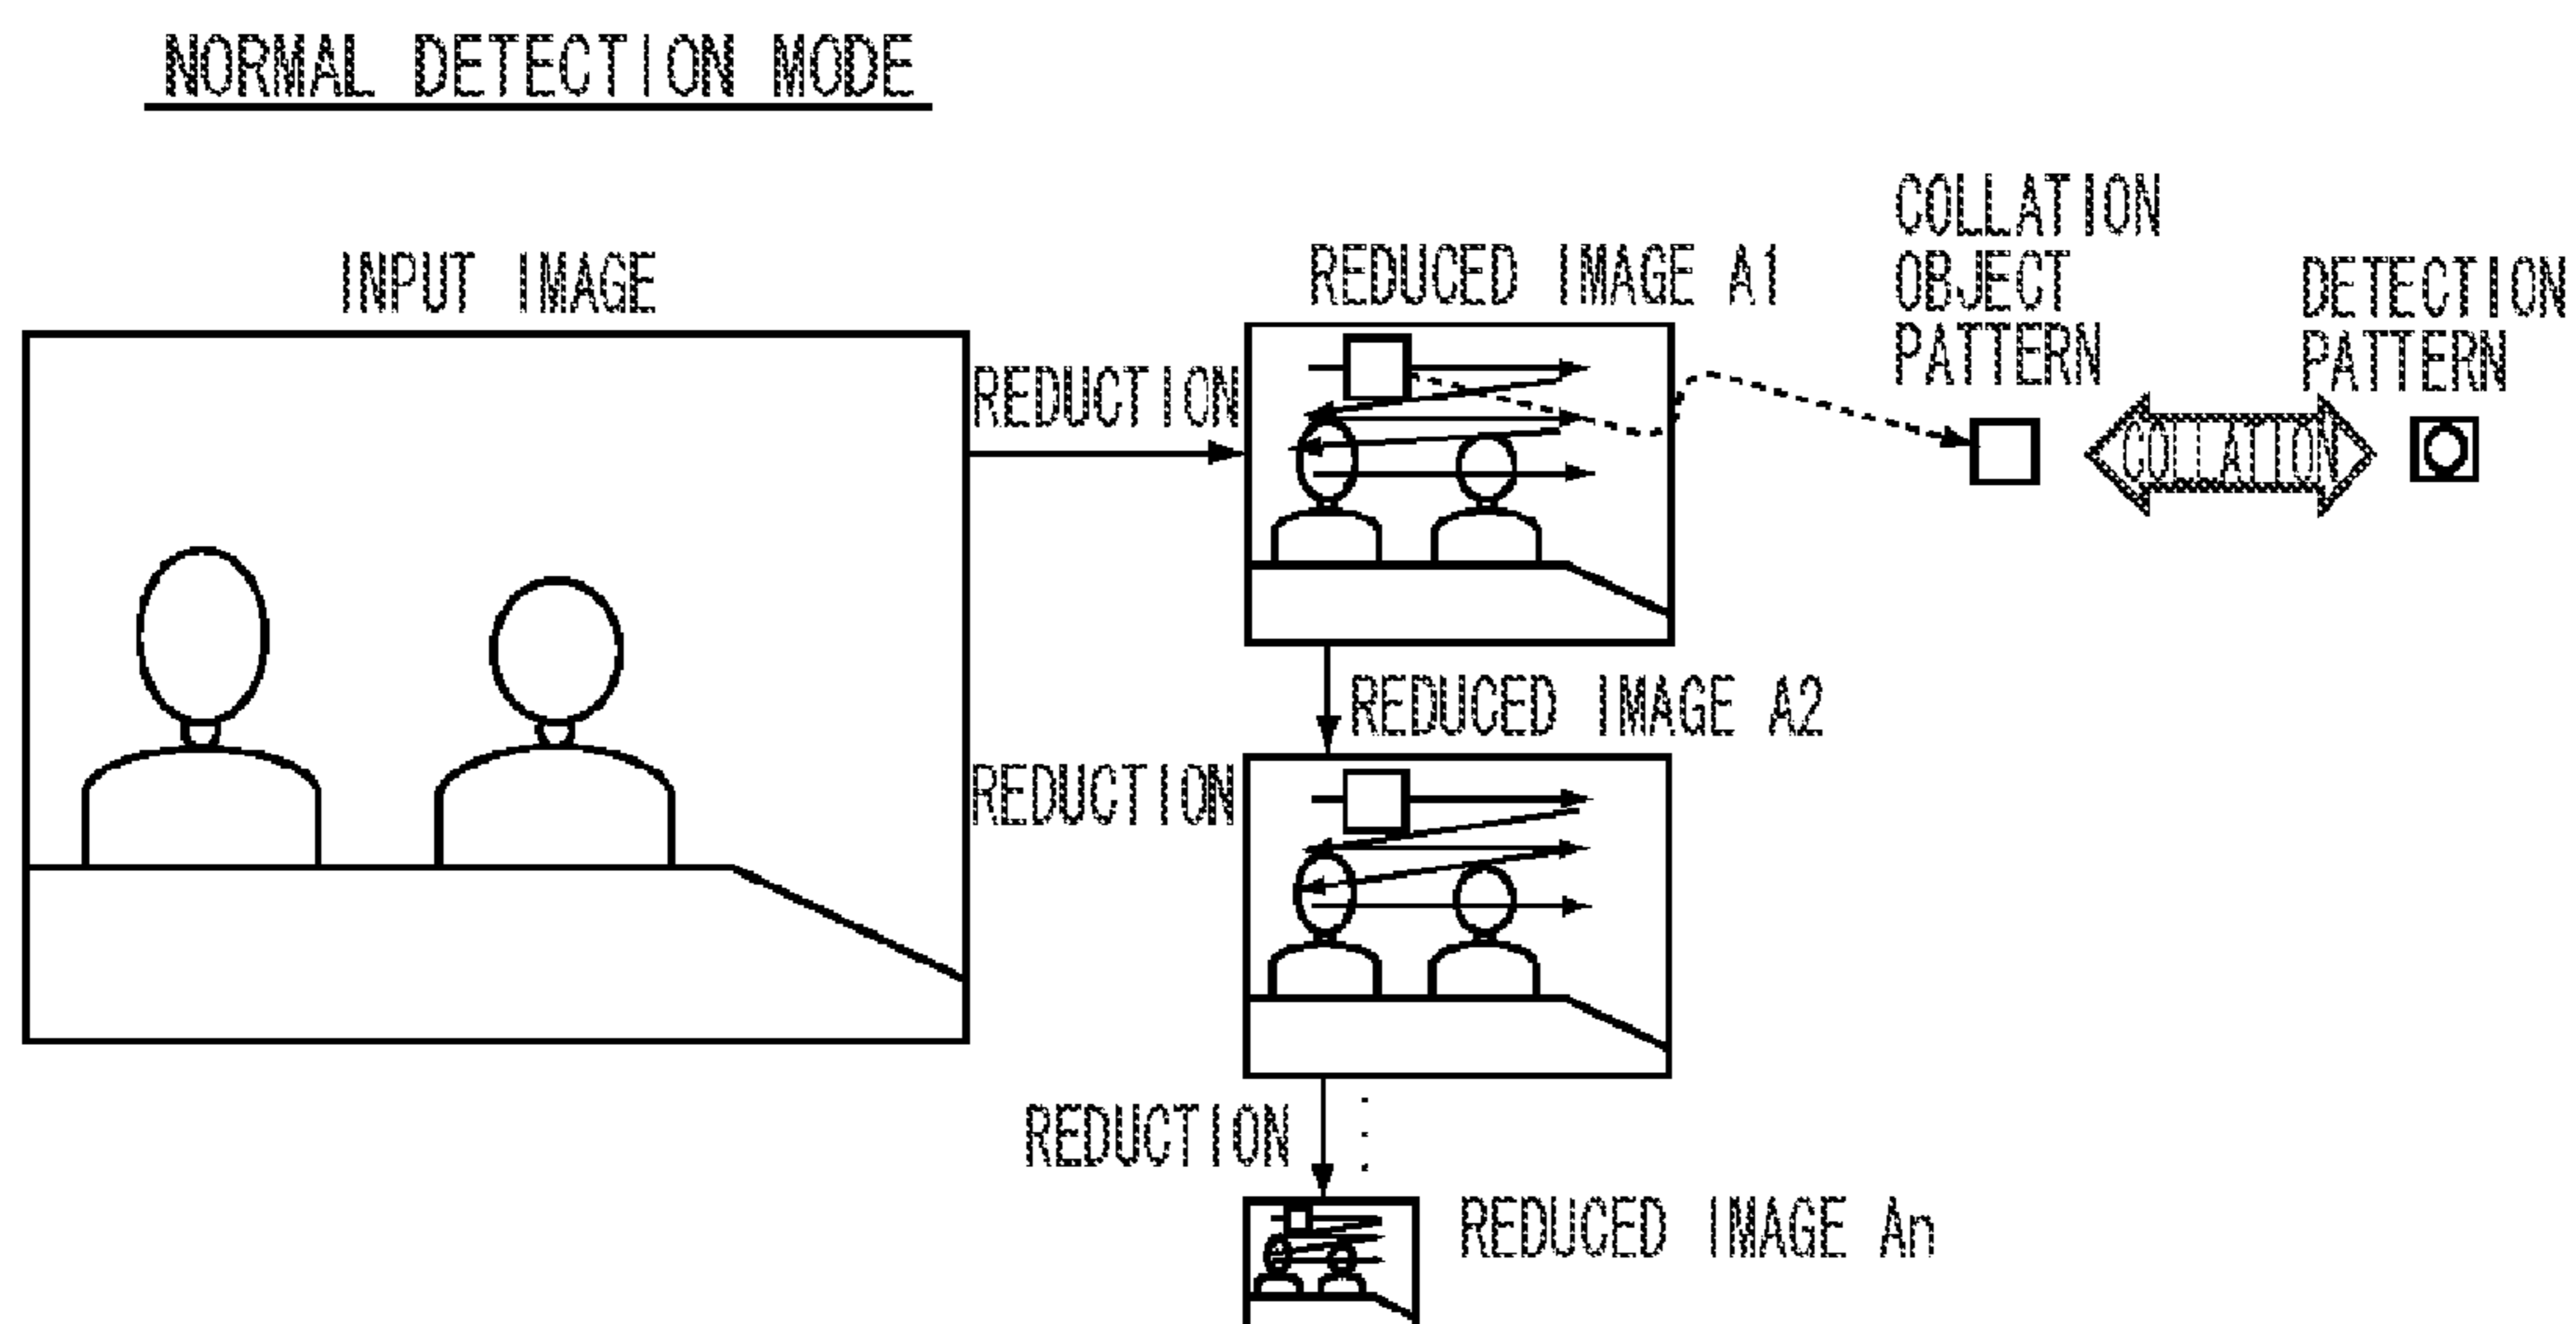 NORMAL DETECTION MODE
INPUT IMAGE
REDUCTION
REDUCED IMAGE A1
COLLATION
OBJECT
PATTERN
DETECTION
PATTERN
COLLATION
REDUCED IMAGE A2
REDUCTION
REDUCTION
REDUCED IMAGE An